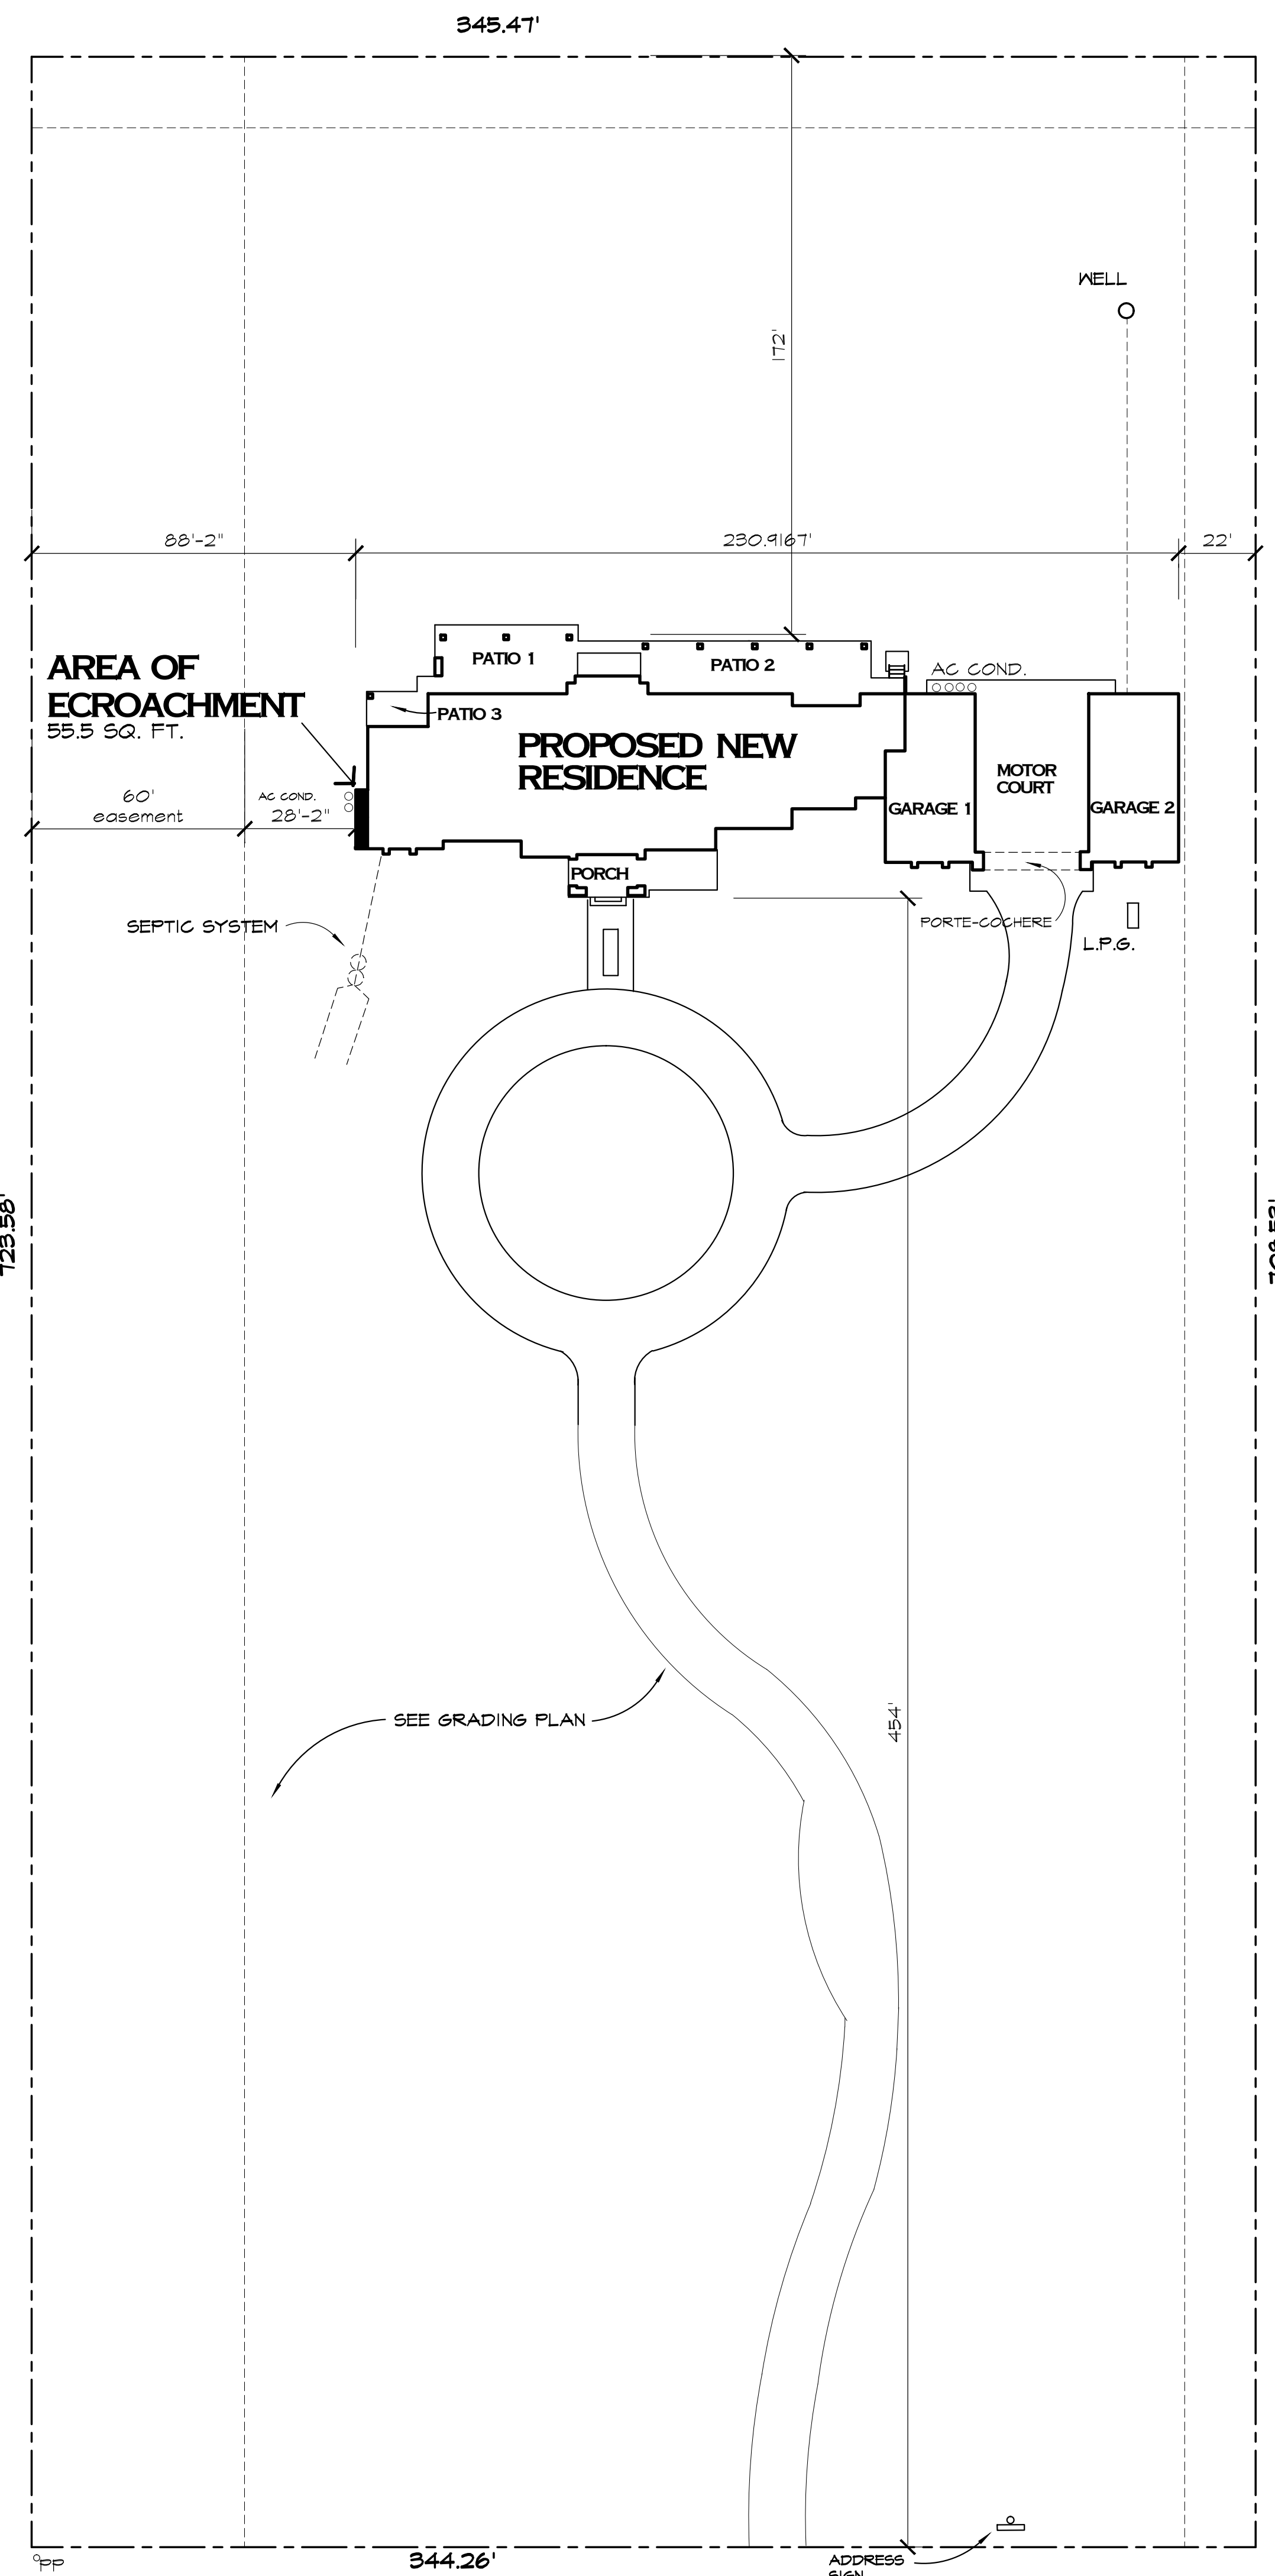 345.47'
WELL
172'
88'-2"
230.9167'
22'
AREA OF
ECROACHMENT
55.5 SQ. FT.
PATIO 1
PATIO 2
AC COND.
PATIO 3
PROPOSED NEW
RESIDENCE
MOTOR
COURT
60'
easement
AC COND.
28'-2"
GARAGE 1
GARAGE 2
PORCH
SEPTIC SYSTEM
PORTE-COCHERE
L.P.G.
723.58'
SEE GRADING PLAN
454'
PP
344.26'
ADDRESS
SIGN